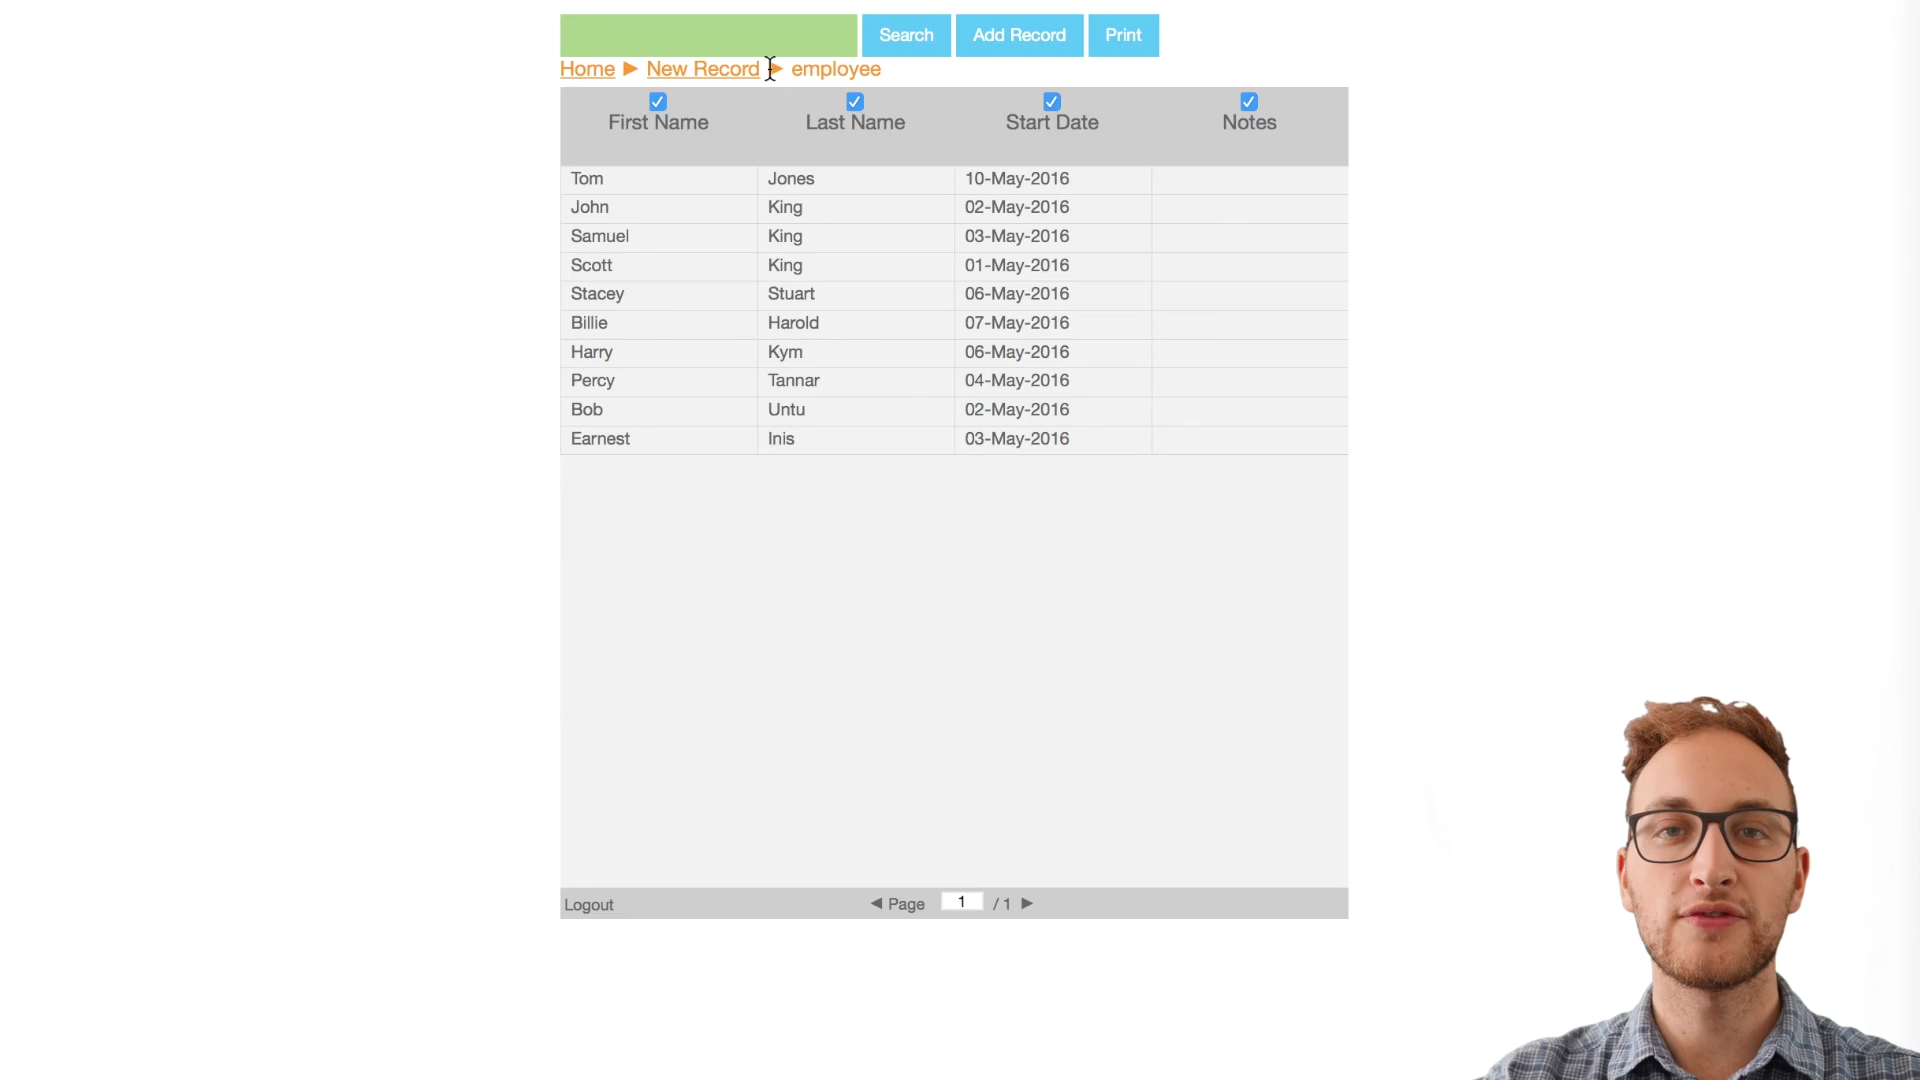 Search Add Record Print
Home ► New Record ► employee
First Name Last Name Start Date Notes
Tom Jones 10-May-2016
John King 02-May-2016
Samuel King 03-May-2016
Scott King 01-May-2016
Stacey Stuart 06-May-2016
Billie Harold 07-May-2016
Harry Kym 06-May-2016
Percy Tannar 04-May-2016
Bob Untu 02-May-2016
Earnest Inis 03-May-2016
Logout ◄ Page 1 / 1 ►